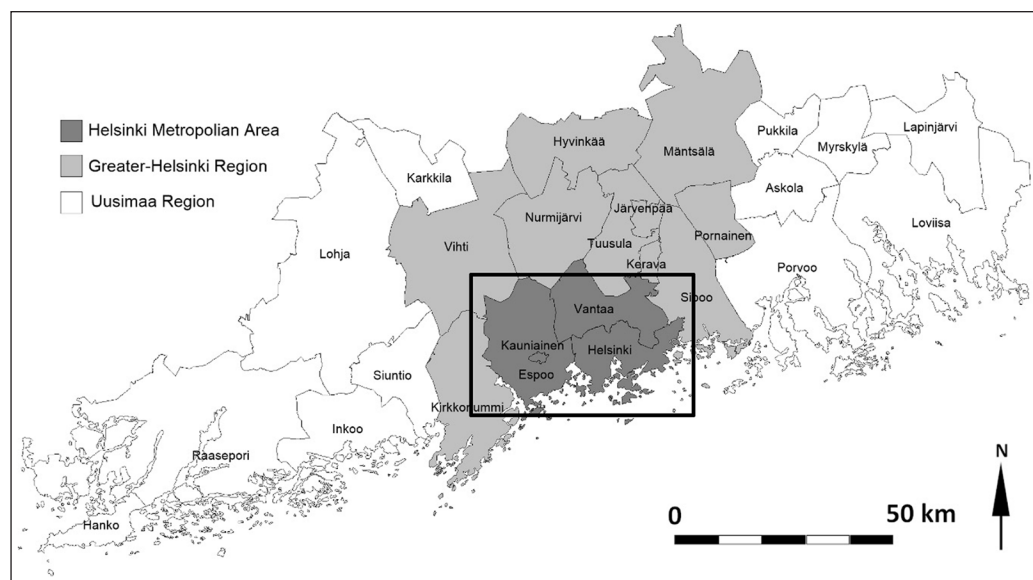 Helsinki Metropolian Area
Greater-Helsinki Region
Uusimaa Region
Hyvinkää
Mäntsälä
Pukkila
Myrskylä
Lapinjärvi
Karkkila
Askola
Nurmijärvi
Järvenpää
Loviisa
Lohja
Vihti
Tuusula
Pornainen
Kerava
Porvoo
Sipoo
Vantaa
Kauniainen
Helsinki
Espoo
Siuntio
Kirkkonummi
Inkoo
Raasepori
Hanko
N
0
50 km